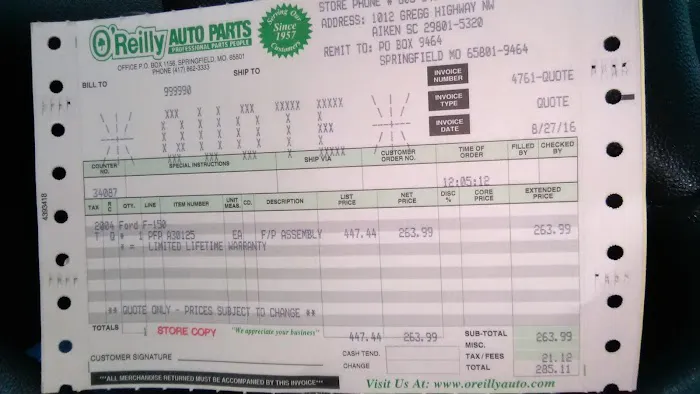 O'Reilly AUTO PARTS
PROFESSIONAL PARTS PEOPLE
Serving Our Customers Since 1957
OFFICE P.O. BOX 1156, SPRINGFIELD, MO. 65801
PHONE (417) 862-3333
STORE PHONE #
ADDRESS: 1012 GREGG HIGHWAY NW
AIKEN SC 29801-5320
REMIT TO: PO BOX 9464
SPRINGFIELD MO 65801-9464
BILL TO
SHIP TO
999990
INVOICE NUMBER 4761-QUOTE
INVOICE TYPE QUOTE
INVOICE DATE 8/27/16
COUNTER NO. SPECIAL INSTRUCTIONS SHIP VIA CUSTOMER ORDER NO. TIME OF ORDER FILLED BY CHECKED BY
34087 12:05:12
TAX R C QTY. LINE ITEM NUMBER UNIT MEAS. CO. DESCRIPTION LIST PRICE NET PRICE DISC % CORE PRICE EXTENDED PRICE
2004 Ford F-150
T Q # 1 PFP A30125 EA F/P ASSEMBLY 447.44 263.99 263.99
# = LIMITED LIFETIME WARRANTY
** QUOTE ONLY - PRICES SUBJECT TO CHANGE **
TOTALS 1 STORE COPY "We appreciate your business" 447.44 263.99 SUB-TOTAL 263.99
MISC.
CUSTOMER SIGNATURE CASH TEND. TAX/FEES 21.12
CHANGE TOTAL 285.11
***ALL MERCHANDISE RETURNED MUST BE ACCOMPANIED BY THIS INVOICE***
Visit Us At: www.oreillyauto.com
4393418